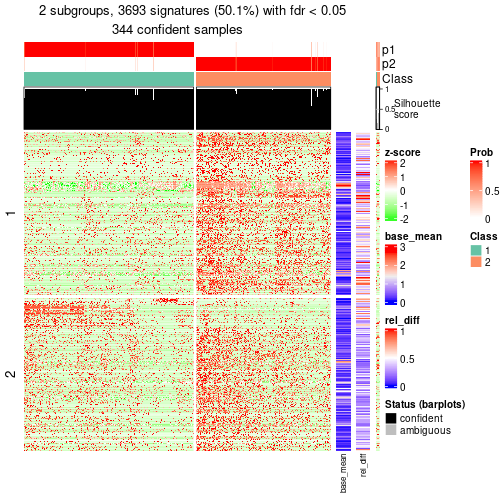 2 subgroups, 3693 signatures (50.1%) with fdr < 0.05
344 confident samples
p1
p2
Class
1
0.5
0
Silhouette
score
1
2
z-score
2
1
0
-1
-2
Prob
1
0.5
0
base_mean
3
2
1
0
Class
1
2
rel_diff
1
0.5
0
Status (barplots)
confident
ambiguous
base_mean
rel_diff